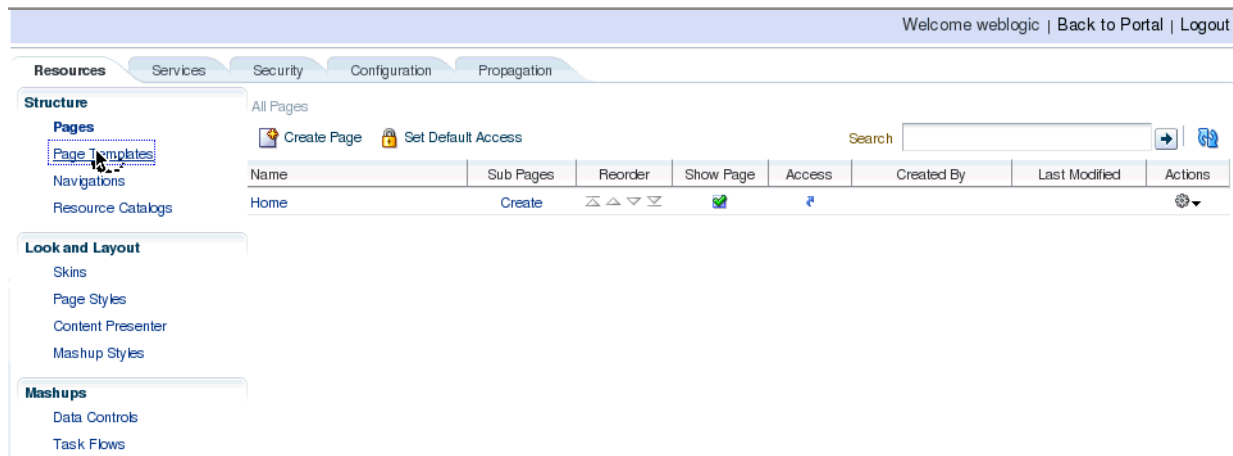 Welcome weblogic | Back to Portal | Logout
Resources Services Security Configuration Propagation
Structure
Pages
Page Templates
Navigations
Resource Catalogs
Look and Layout
Skins
Page Styles
Content Presenter
Mashup Styles
Mashups
Data Controls
Task Flows
All Pages
Create Page Set Default Access Search
Name Sub Pages Reorder Show Page Access Created By Last Modified Actions
Home Create